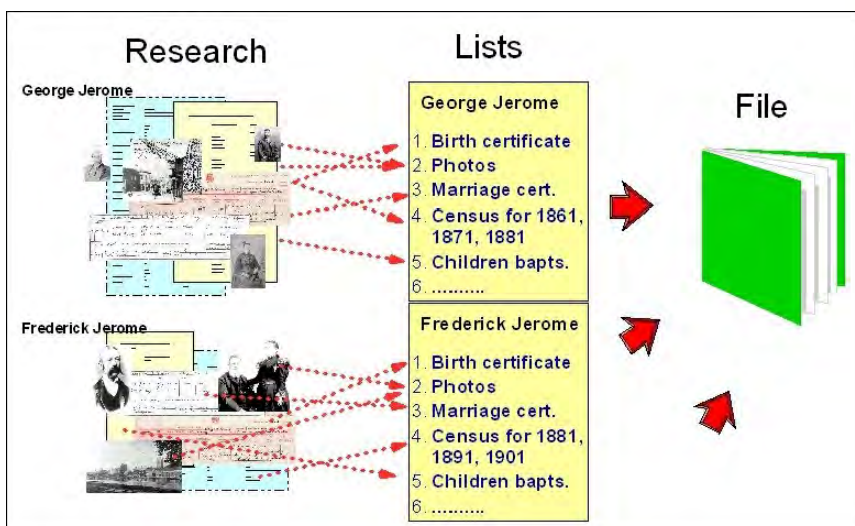 Research
Lists
File
George Jerome
George Jerome
1. Birth certificate
2. Photos
3. Marriage cert.
4. Census for 1861,
1871, 1881
5. Children bapts.
6. ..........
Frederick Jerome
Frederick Jerome
1. Birth certificate
2. Photos
3. Marriage cert.
4. Census for 1881,
1891, 1901
5. Children bapts.
6. ..........